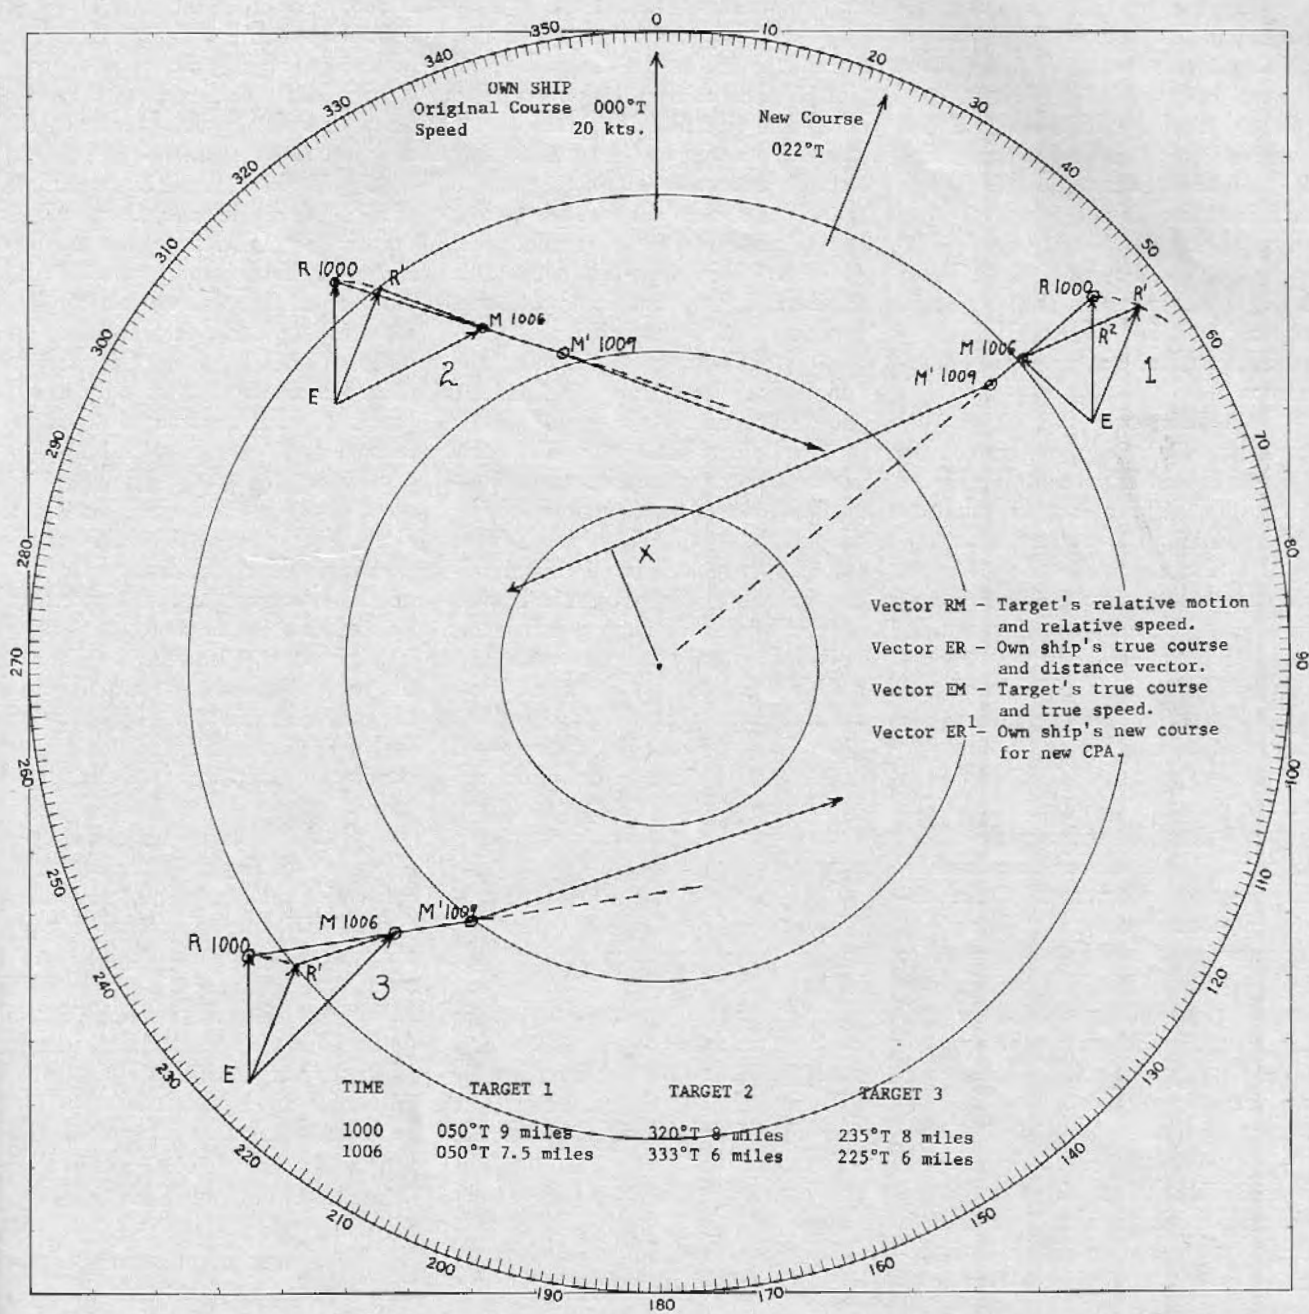 0
10
20
30
40
50
60
70
80
90
100
110
120
130
140
150
160
170
180
190
200
210
220
230
240
250
260
270
280
290
300
310
320
330
340
350
OWN SHIP
Original Course 000°T
Speed 20 kts.
New Course
022°T
R 1000
R'
M 1006
M' 1009
E
2
R 1000
R'
R²
M 1006
M' 1009
E
1
X
Vector RM - Target's relative motion
and relative speed.
Vector ER - Own ship's true course
and distance vector.
Vector EM - Target's true course
and true speed.
Vector ER¹- Own ship's new course
for new CPA.
R 1000
R'
M 1006
M' 1009
E
3
TIME TARGET 1 TARGET 2 TARGET 3
1000 050°T 9 miles 320°T 8 miles 235°T 8 miles
1006 050°T 7.5 miles 333°T 6 miles 225°T 6 miles